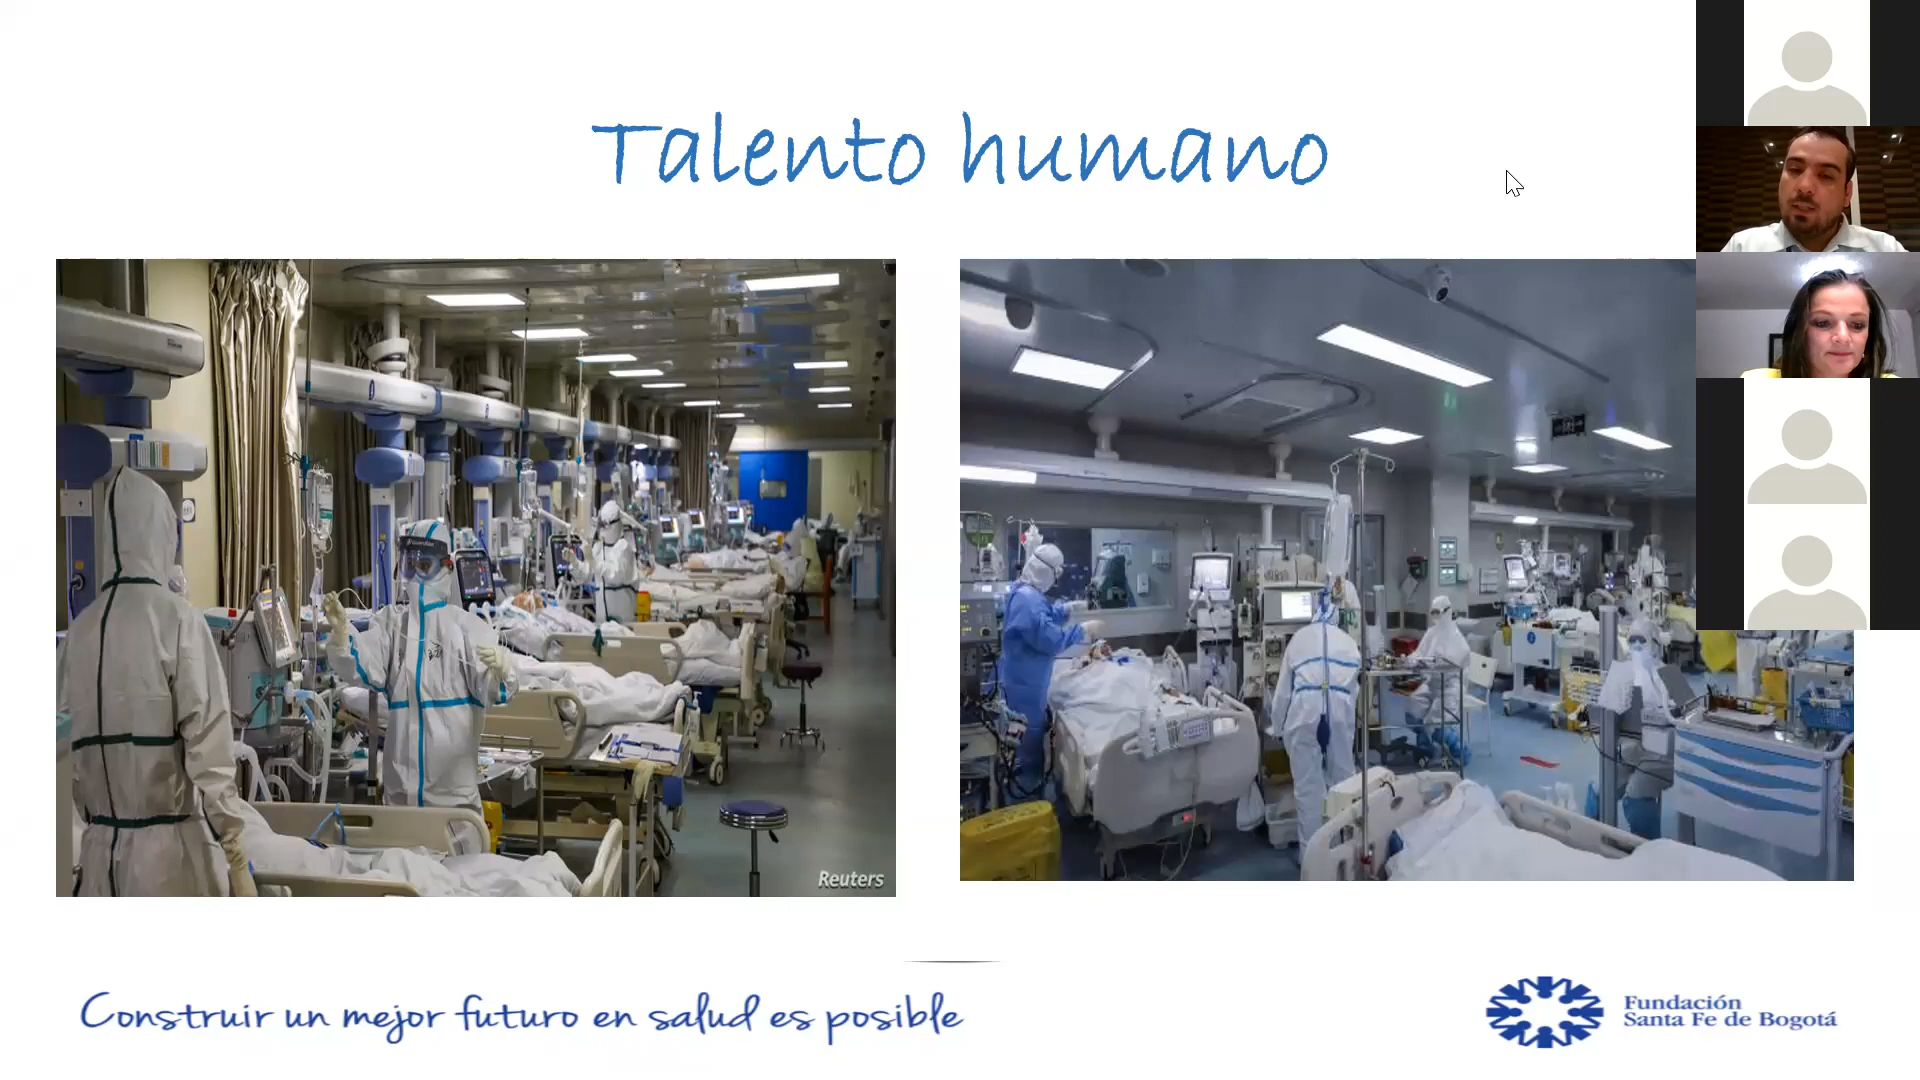 Talento humano
Reuters
Construir un mejor futuro en salud es posible
Fundación
Santa Fe de Bogotá